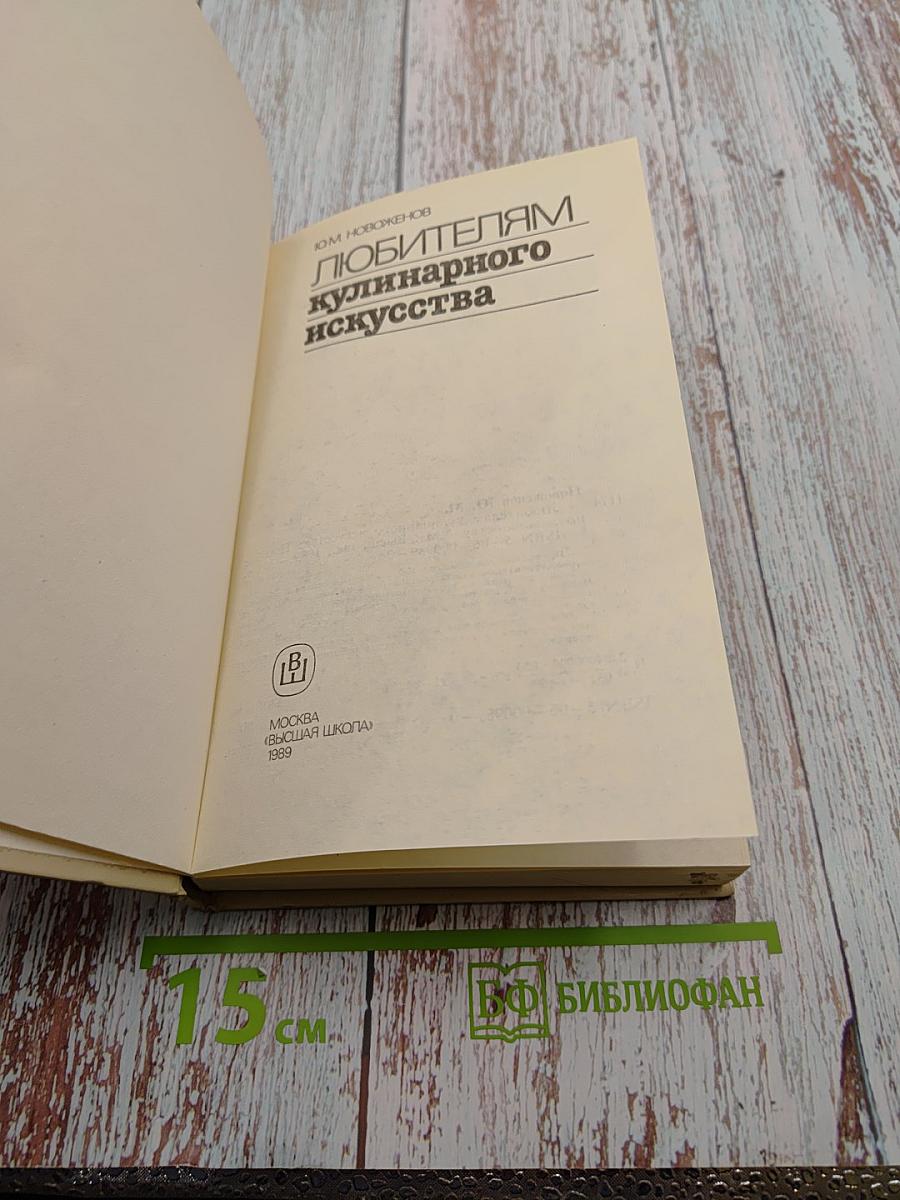 Ю.М. НОВОЖЕНОВ
ЛЮБИТЕЛЯМ
кулинарного
искусства
ВШ
МОСКВА
«ВЫСШАЯ ШКОЛА»
1989
15 см
БФ БИБЛИОФАН